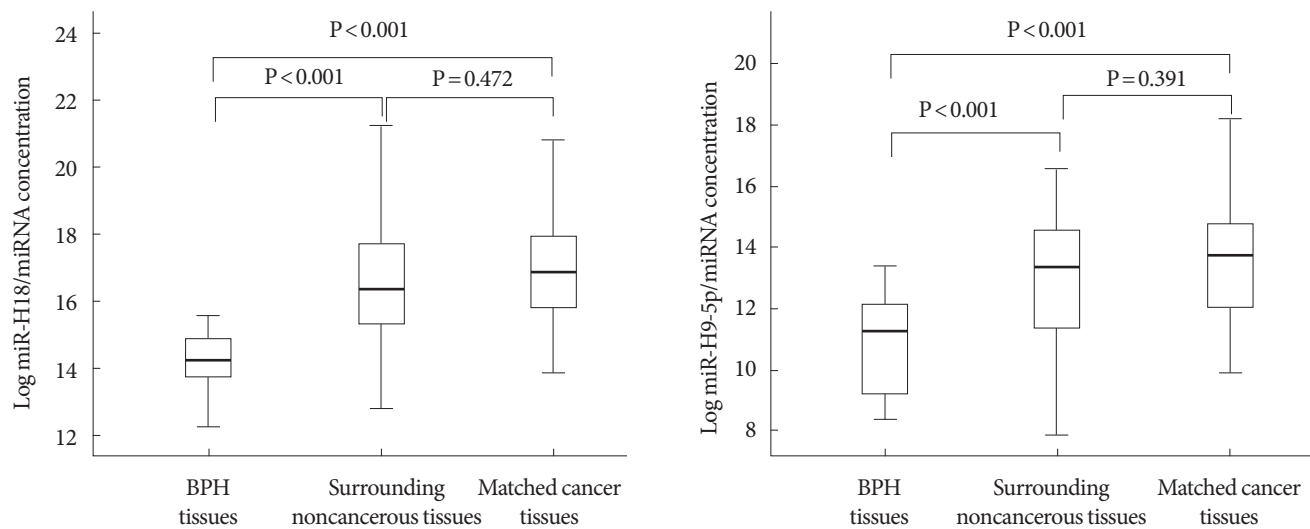 Log miR-H18/miRNA concentration
24
22
20
18
16
14
12
P < 0.001
P < 0.001
P = 0.472
BPH
tissues
Surrounding
noncancerous tissues
Matched cancer
tissues
Log miR-H9-5p/miRNA concentration
20
18
16
14
12
10
8
P < 0.001
P = 0.391
P < 0.001
BPH
tissues
Surrounding
noncancerous tissues
Matched cancer
tissues